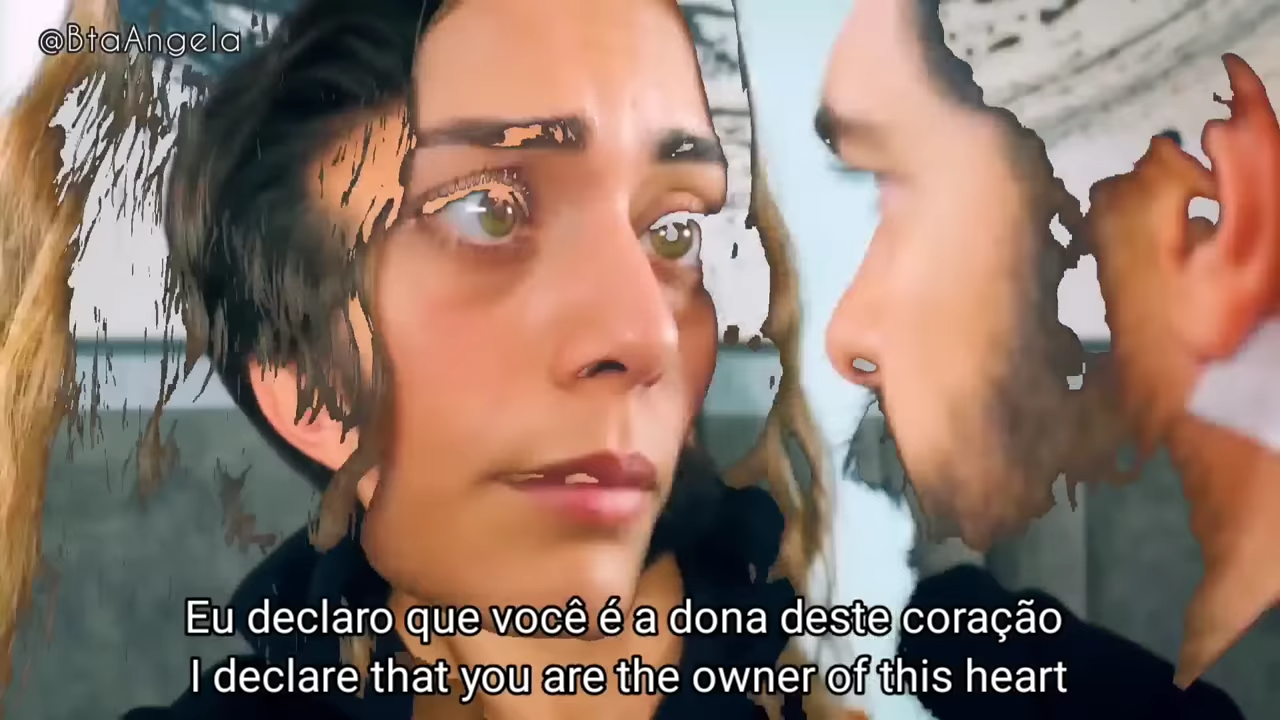 @BtaAngela
Eu declaro que você é a dona deste coração
I declare that you are the owner of this heart